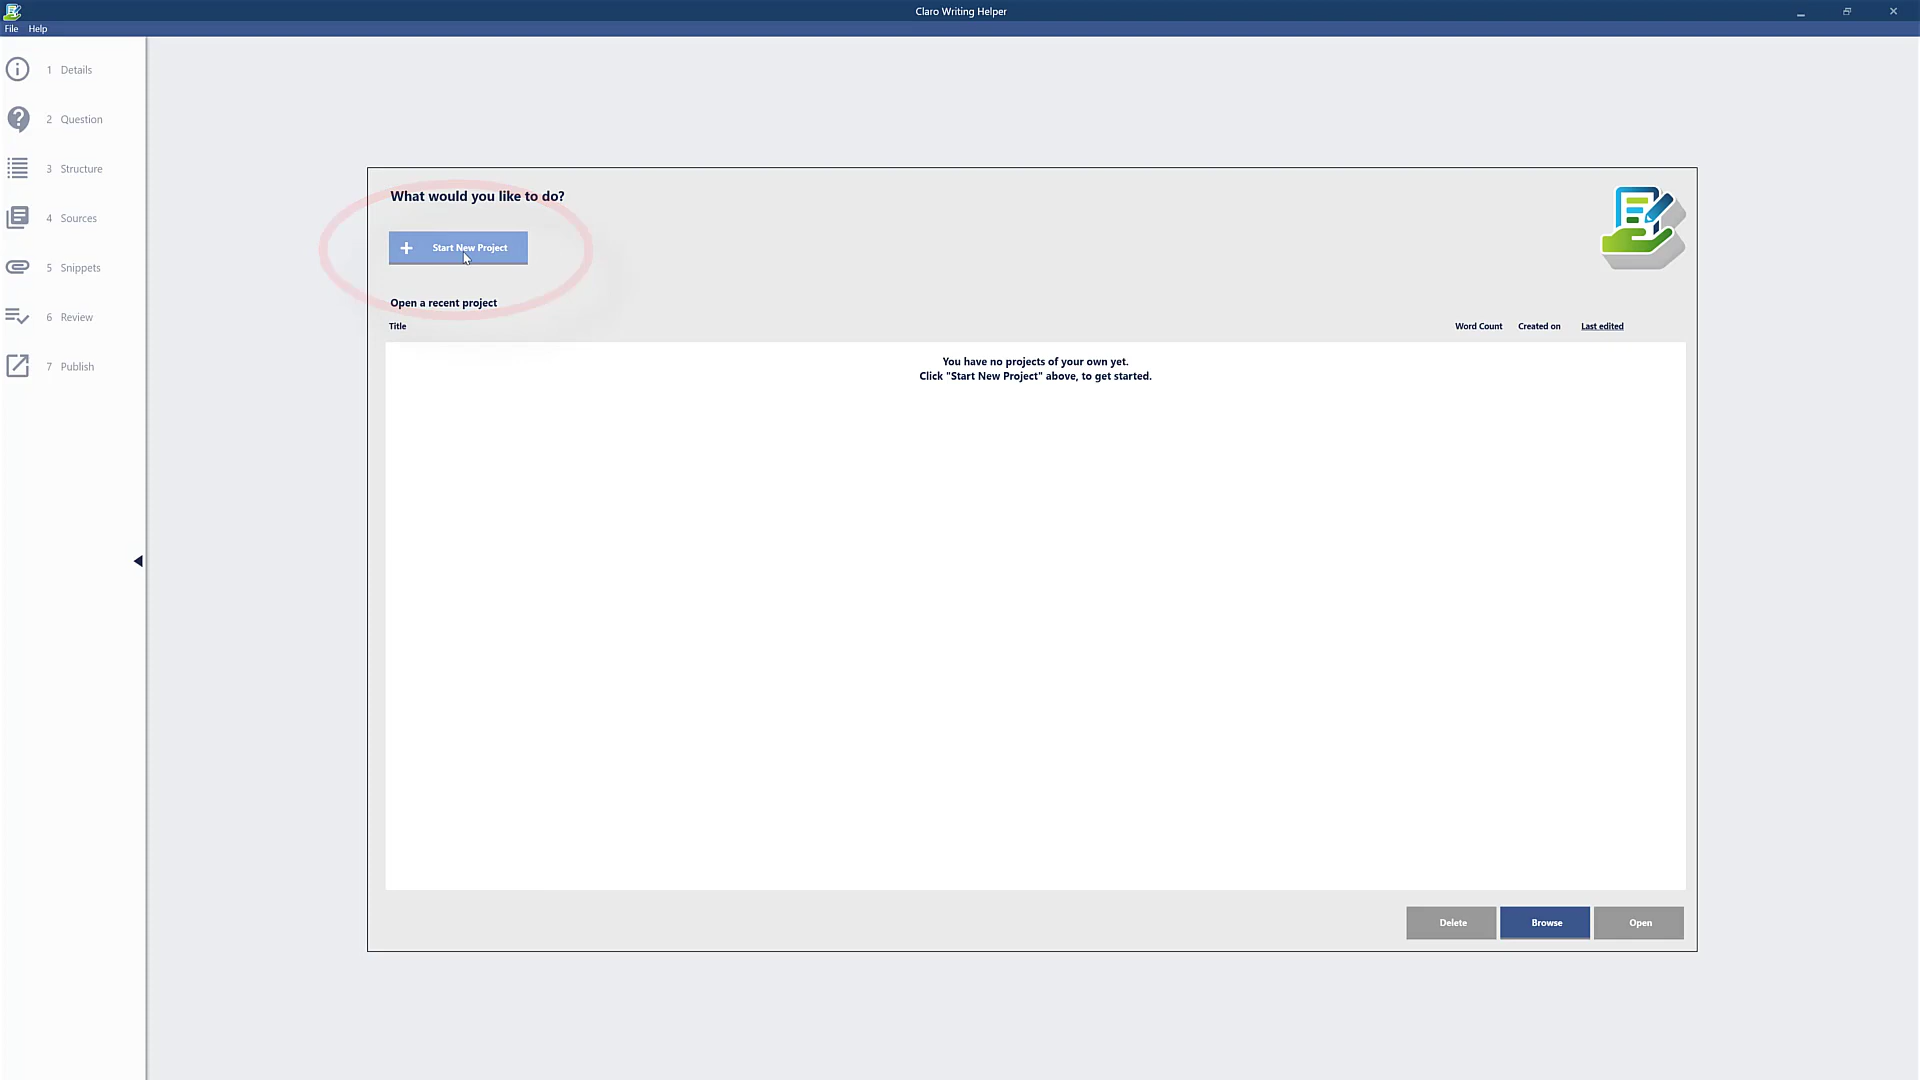 Claro Writing Helper
File Help
1 Details
2 Question
3 Structure
4 Sources
5 Snippets
6 Review
7 Publish
What would you like to do?
Start New Project
Open a recent project
Title Word Count Created on Last edited
You have no projects of your own yet.
Click "Start New Project" above, to get started.
Delete Browse Open